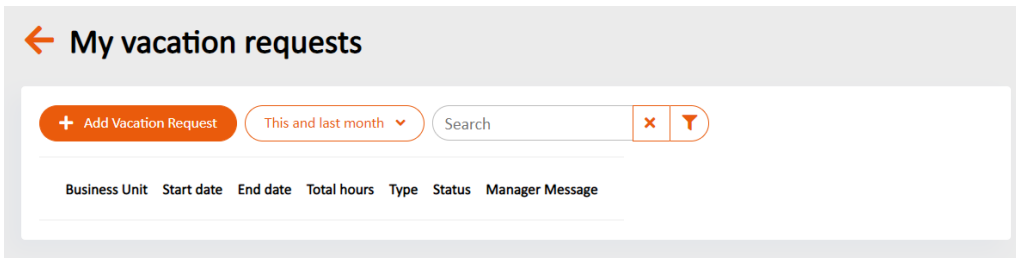 My vacation requests
Add Vacation Request This and last month Search
Business Unit Start date End date Total hours Type Status Manager Message